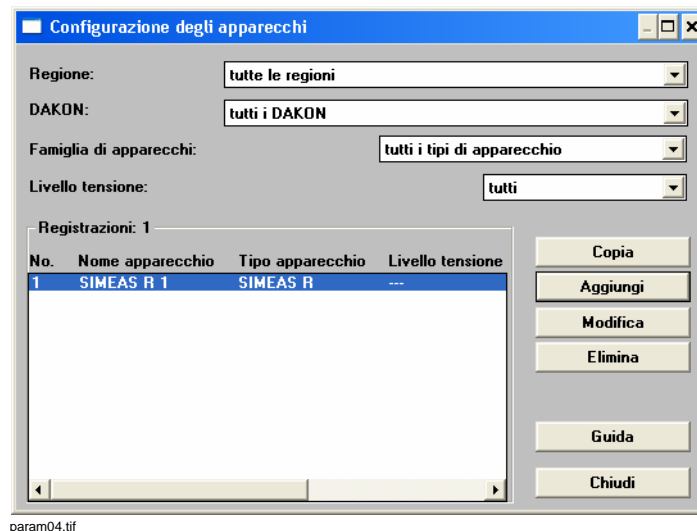 Configurazione degli apparecchi
Regione: tutte le regioni
DAKON: tutti i DAKON
Famiglia di apparecchi: tutti i tipi di apparecchio
Livello tensione: tutti
Registrazioni: 1
No. Nome apparecchio Tipo apparecchio Livello tensione
1 SIMEAS R 1 SIMEAS R ---
Copia
Aggiungi
Modifica
Elimina
Guida
Chiudi
param04.tif